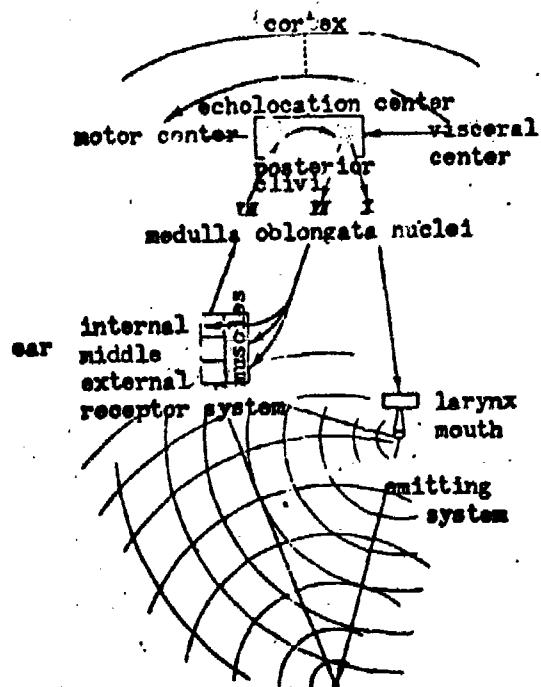 cortex
echolocation center
motor center
visceral
center
posterior
clivi
I
medulla oblongata nuclei
ear
internal
middle
external
muscles
receptor system
larynx
mouth
emitting
system